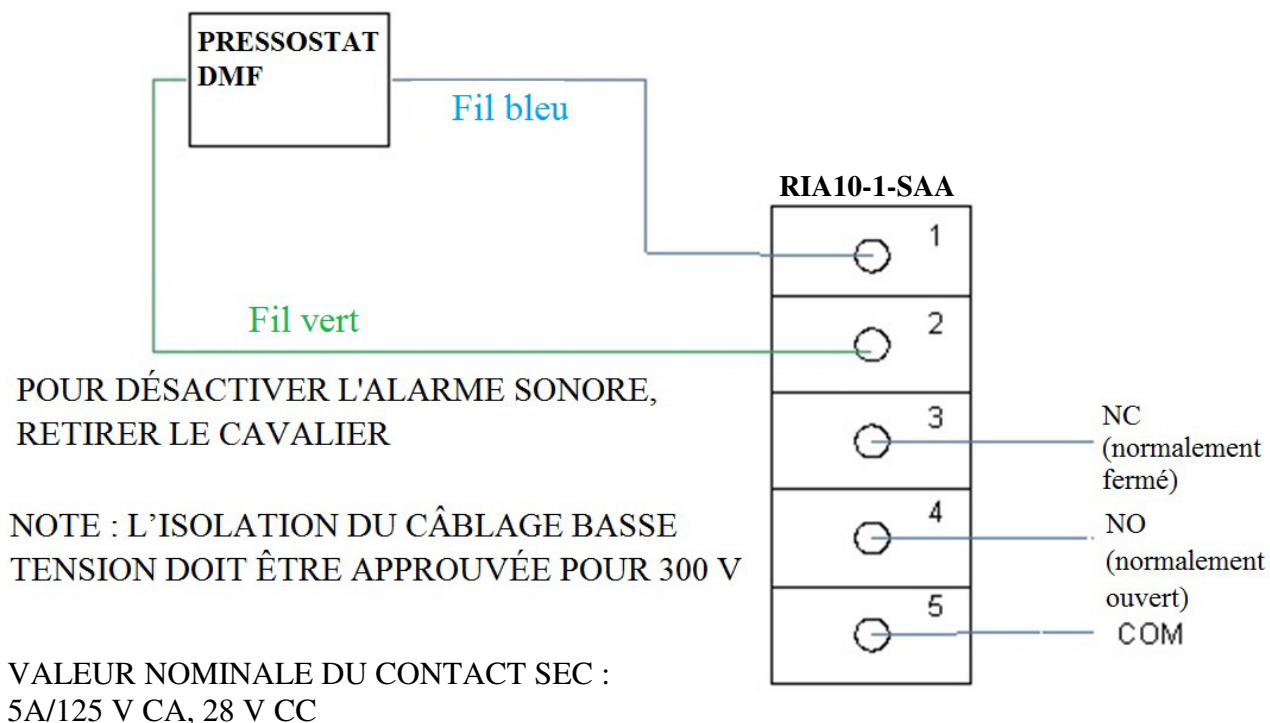 PRESSOSTAT
DMF
Fil bleu
RIA10-1-SAA
1
Fil vert
2
POUR DÉSACTIVER L'ALARME SONORE,
RETIRER LE CAVALIER
3
NC
(normalement
fermé)
NOTE : L’ISOLATION DU CÂBLAGE BASSE
TENSION DOIT ÊTRE APPROUVÉE POUR 300 V
4
NO
(normalement
ouvert)
5
COM
VALEUR NOMINALE DU CONTACT SEC :
5A/125 V CA, 28 V CC